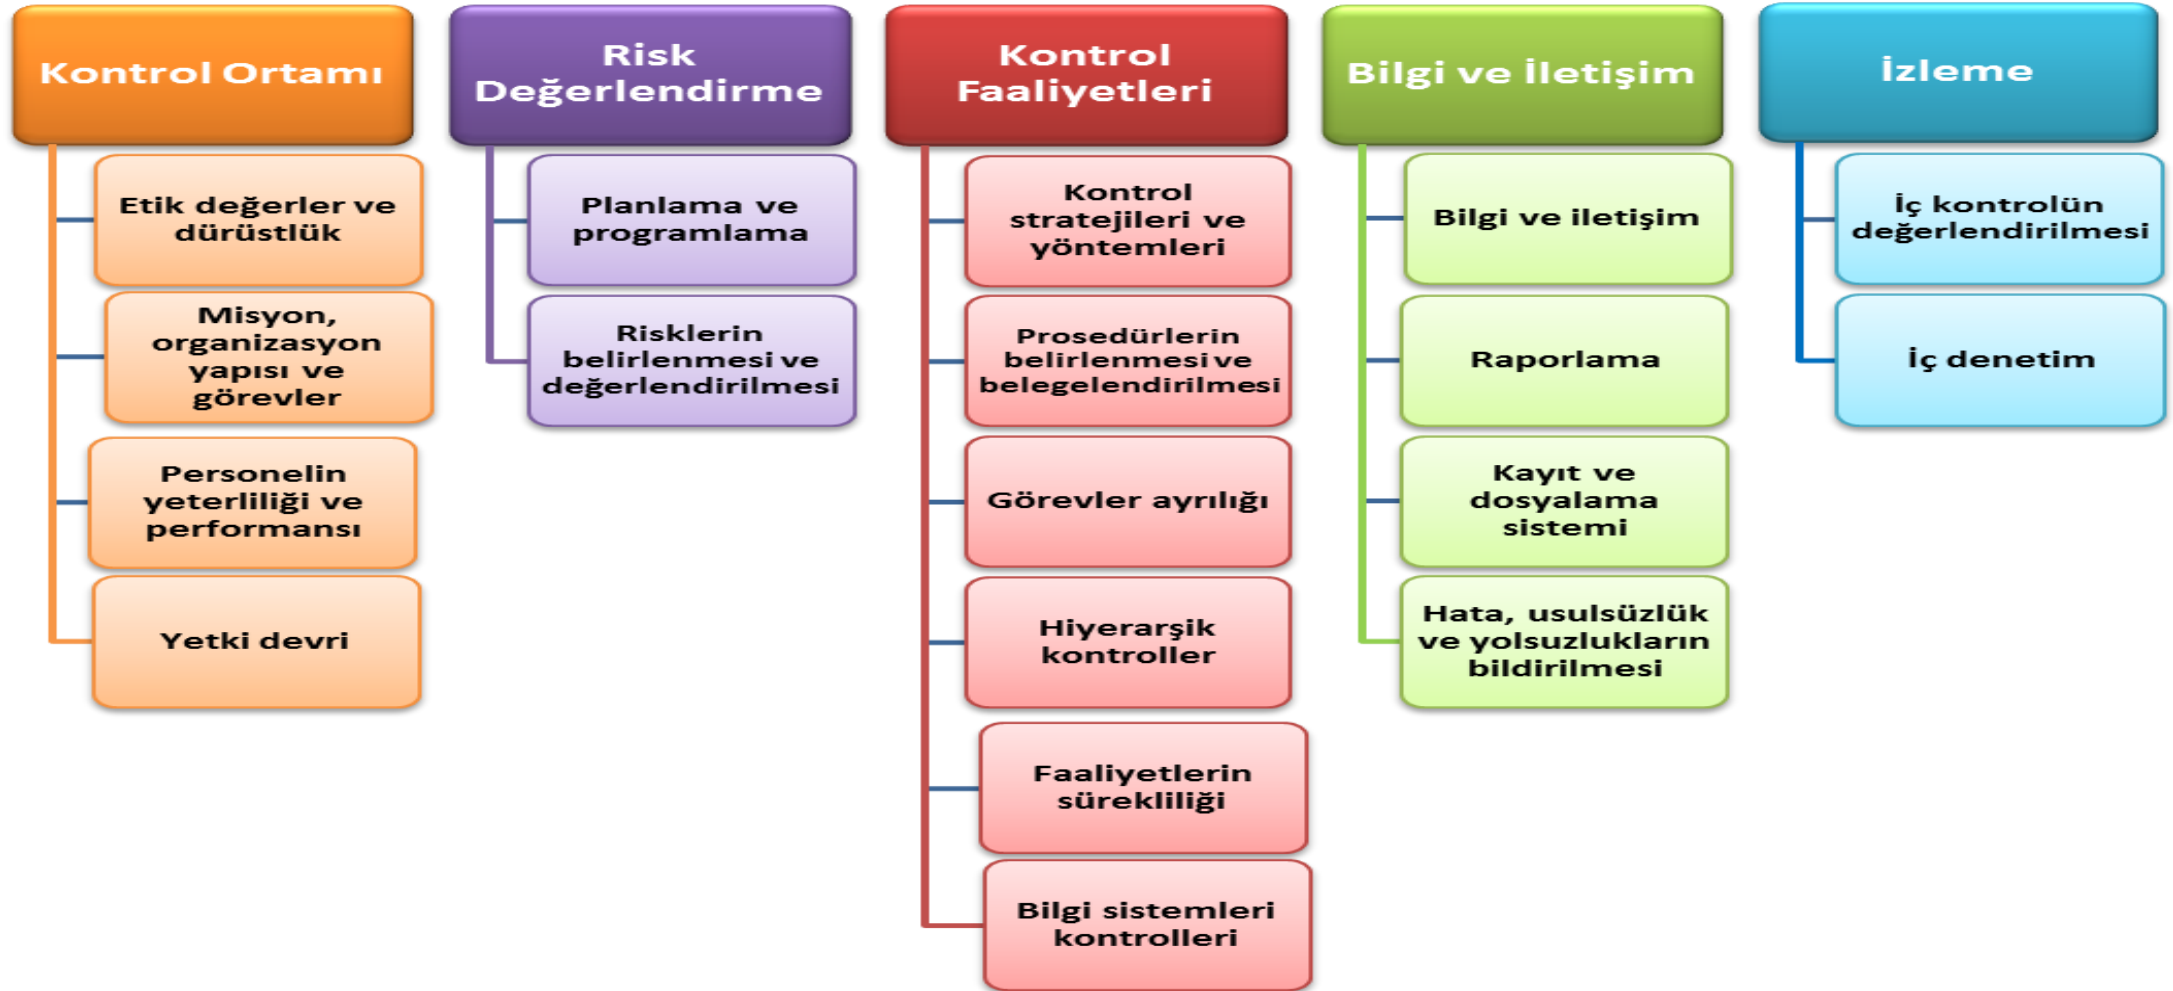 Kontrol Ortamı
Etik değerler ve
dürüstlük
Misyon,
organizasyon
yapısı ve
görevler
Personelin
yeterliliği ve
performansı
Yetki devri
Risk
Değerlendirme
Planlama ve
programlama
Risklerin
belirlenmesi ve
değerlendirilmesi
Kontrol
Faaliyetleri
Kontrol
stratejileri ve
yöntemleri
Prosedürlerin
belirlenmesi ve
belegelendirilmesi
Görevler ayrılığı
Hiyerarşik
kontroller
Faaliyetlerin
sürekliliği
Bilgi sistemleri
kontrolleri
Bilgi ve İletişim
Bilgi ve iletişim
Raporlama
Kayıt ve
dosyalama
sistemi
Hata, usulsüzlük
ve yolsuzlukların
bildirilmesi
İzleme
İç kontrolün
değerlendirilmesi
İç denetim